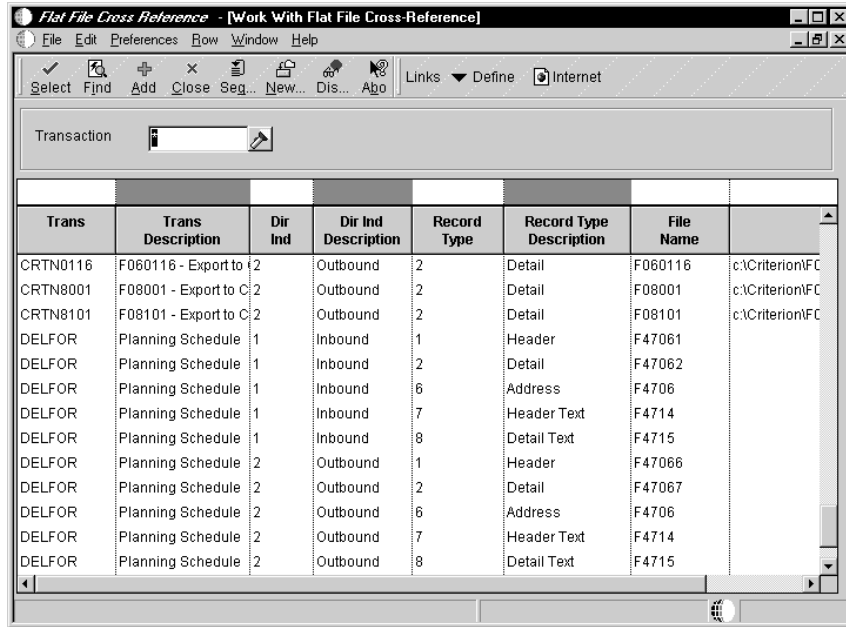 Flat File Cross Reference - [Work With Flat File Cross-Reference]
File Edit Preferences Row Window Help
Select Find Add Close Seq... New... Dis... Abo Links Define Internet
Transaction *
Trans Trans Description Dir Ind Dir Ind Description Record Type Record Type Description File Name
CRTN0116 F060116 - Export to 2 Outbound 2 Detail F060116 c:\Criterion\F0
CRTN8001 F08001 - Export to C 2 Outbound 2 Detail F08001 c:\Criterion\F0
CRTN8101 F08101 - Export to C 2 Outbound 2 Detail F08101 c:\Criterion\F0
DELFOR Planning Schedule 1 Inbound 1 Header F47061
DELFOR Planning Schedule 1 Inbound 2 Detail F47062
DELFOR Planning Schedule 1 Inbound 6 Address F4706
DELFOR Planning Schedule 1 Inbound 7 Header Text F4714
DELFOR Planning Schedule 1 Inbound 8 Detail Text F4715
DELFOR Planning Schedule 2 Outbound 1 Header F47066
DELFOR Planning Schedule 2 Outbound 2 Detail F47067
DELFOR Planning Schedule 2 Outbound 6 Address F4706
DELFOR Planning Schedule 2 Outbound 7 Header Text F4714
DELFOR Planning Schedule 2 Outbound 8 Detail Text F4715